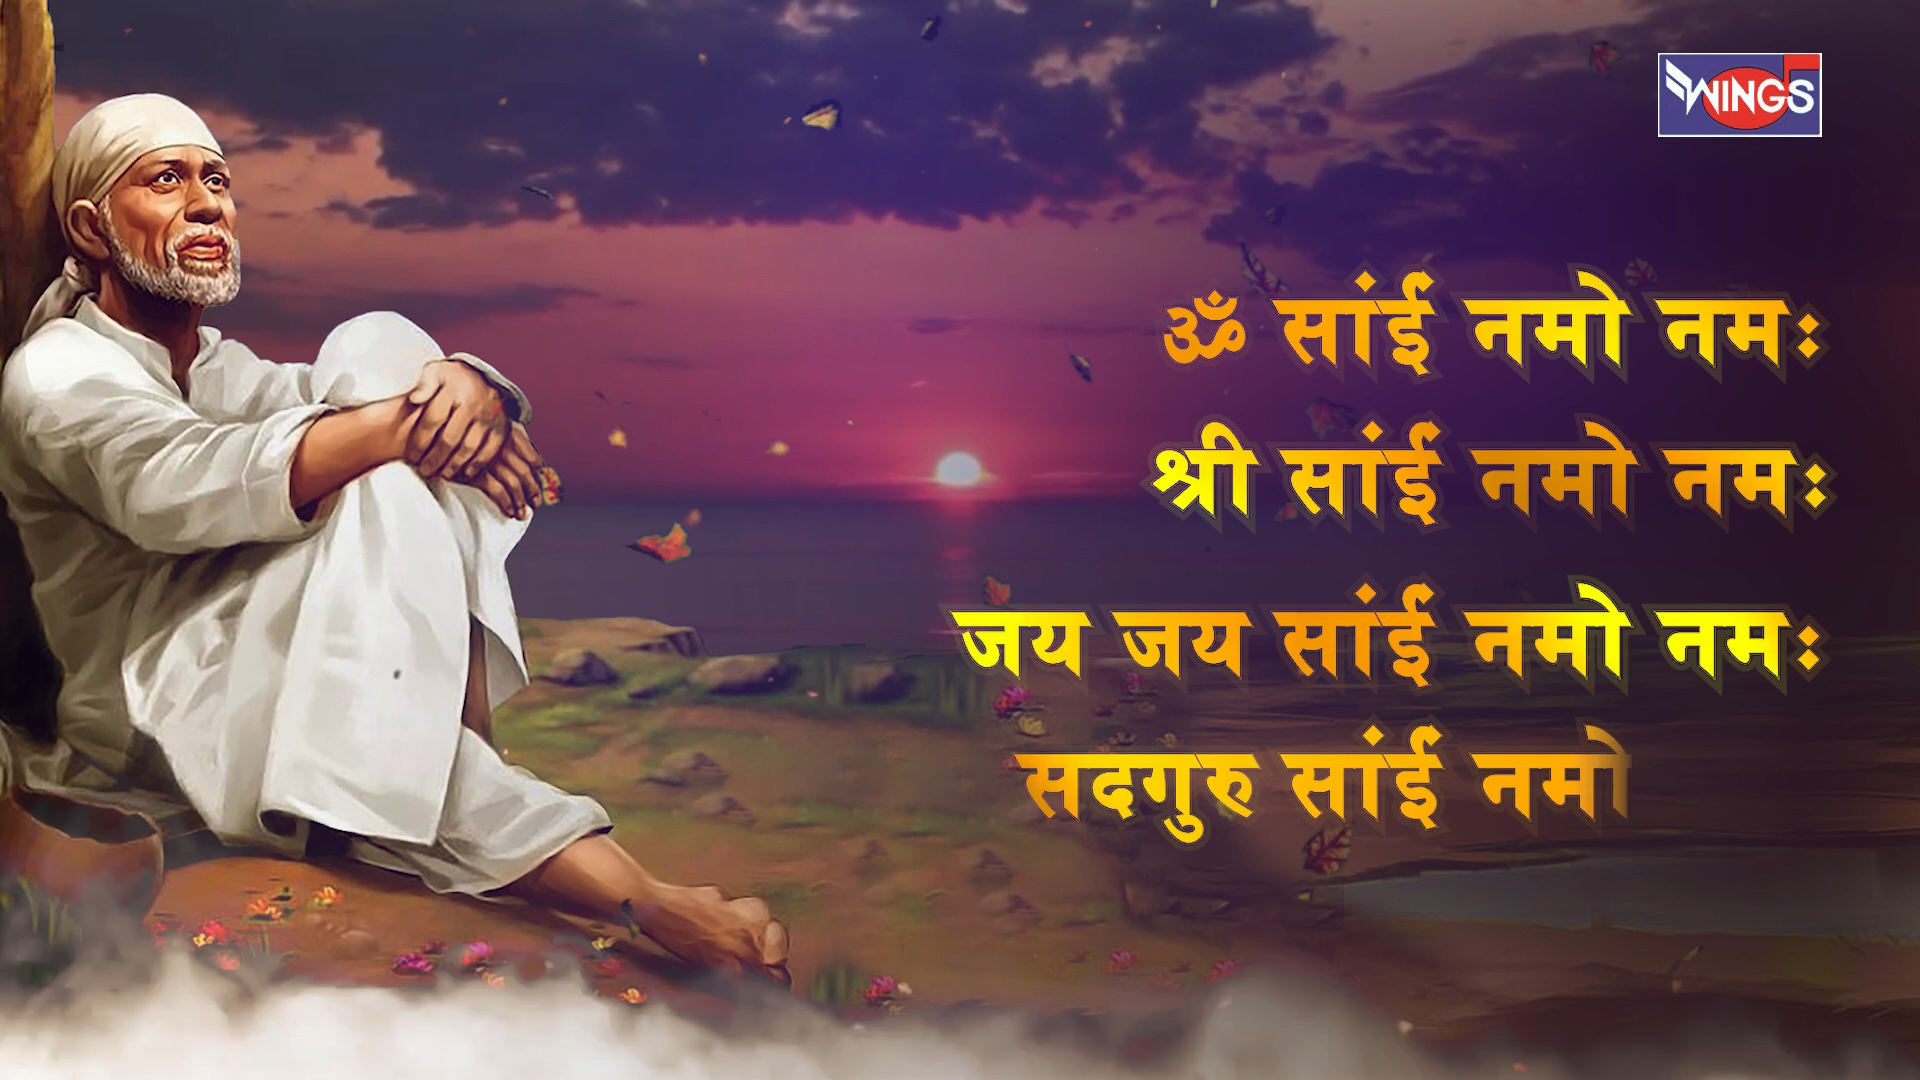 WINGS
ॐ सांई नमो नमः
श्री सांई नमो नमः
जय जय सांई नमो नमः
सदगुरु सांई नमो